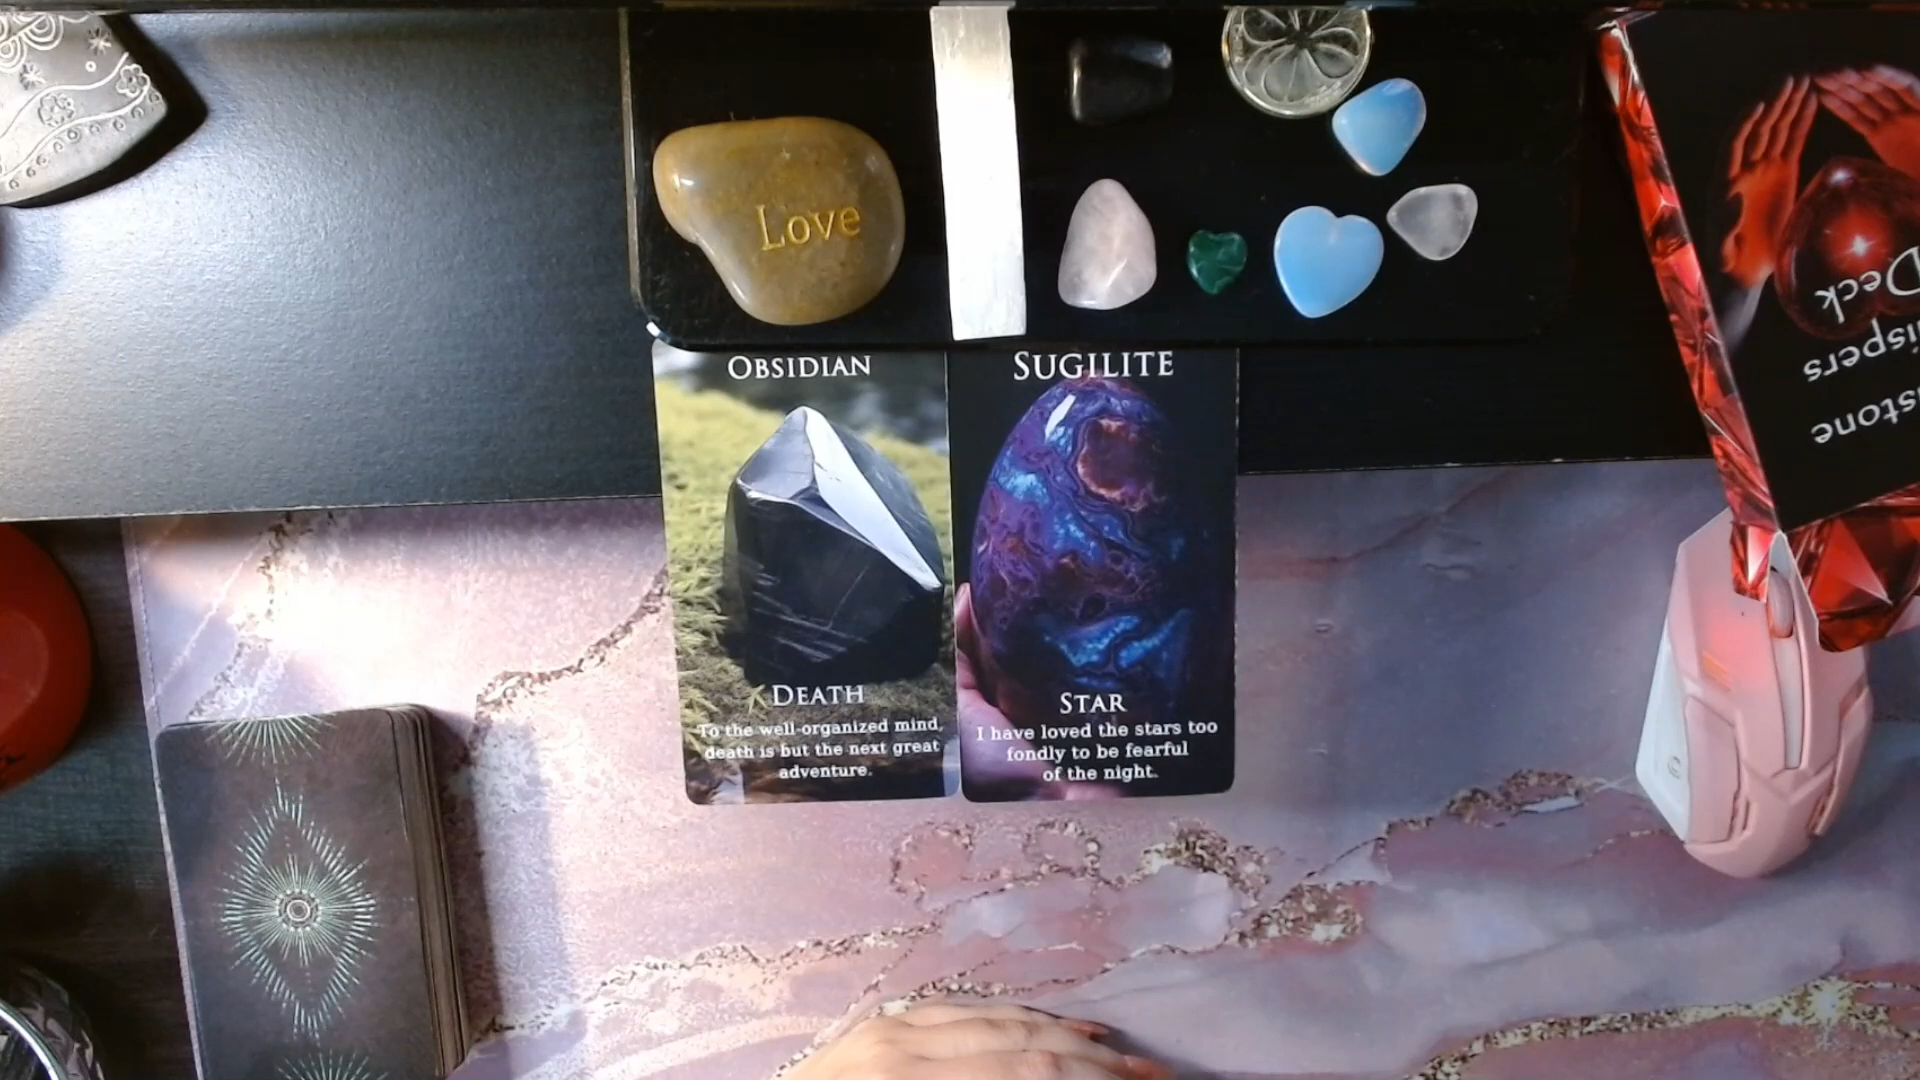 Love
OBSIDIAN
DEATH
To the well-organized mind,
death is but the next great
adventure.
SUGILITE
STAR
I have loved the stars too
fondly to be fearful
of the night.
stone
ispers
Deck